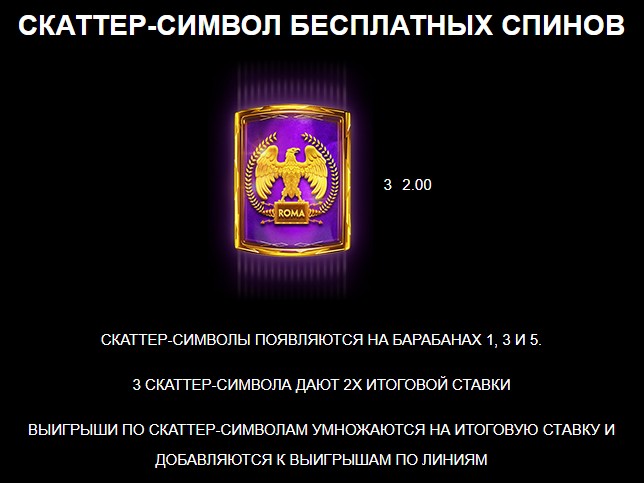 СКАТТЕР-СИМВОЛ БЕСПЛАТНЫХ СПИНОВ
ROMA
3 2.00
СКАТТЕР-СИМВОЛЫ ПОЯВЛЯЮТСЯ НА БАРАБАНАХ 1, 3 И 5.
3 СКАТТЕР-СИМВОЛА ДАЮТ 2X ИТОГОВОЙ СТАВКИ
ВЫИГРЫШИ ПО СКАТТЕР-СИМВОЛАМ УМНОЖАЮТСЯ НА ИТОГОВУЮ СТАВКУ И
ДОБАВЛЯЮТСЯ К ВЫИГРЫШАМ ПО ЛИНИЯМ